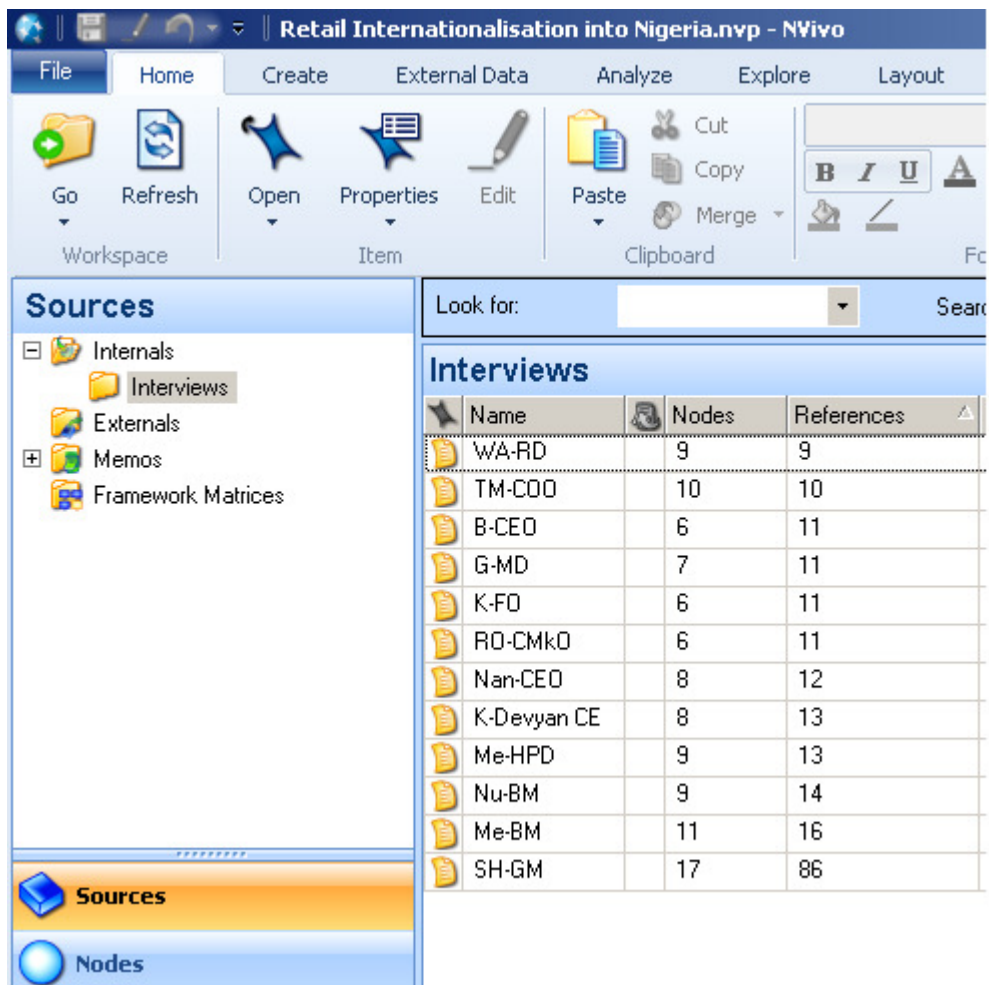 Retail Internationalisation into Nigeria.nvp - NVivo
File Home Create External Data Analyze Explore Layout
Go Refresh Open Properties Edit Paste Cut
Copy
Merge
B I U A
Workspace Item Clipboard Fo
Sources
Look for: Sear
Internals
Interviews
Externals
Memos
Framework Matrices
Interviews
Name Nodes References
WA-RD 9 9
TM-COO 10 10
B-CEO 6 11
G-MD 7 11
K-FO 6 11
RO-CMkO 6 11
Nan-CEO 8 12
K-Devyan CE 8 13
Me-HPD 9 13
Nu-BM 9 14
Me-BM 11 16
SH-GM 17 86
Sources
Nodes